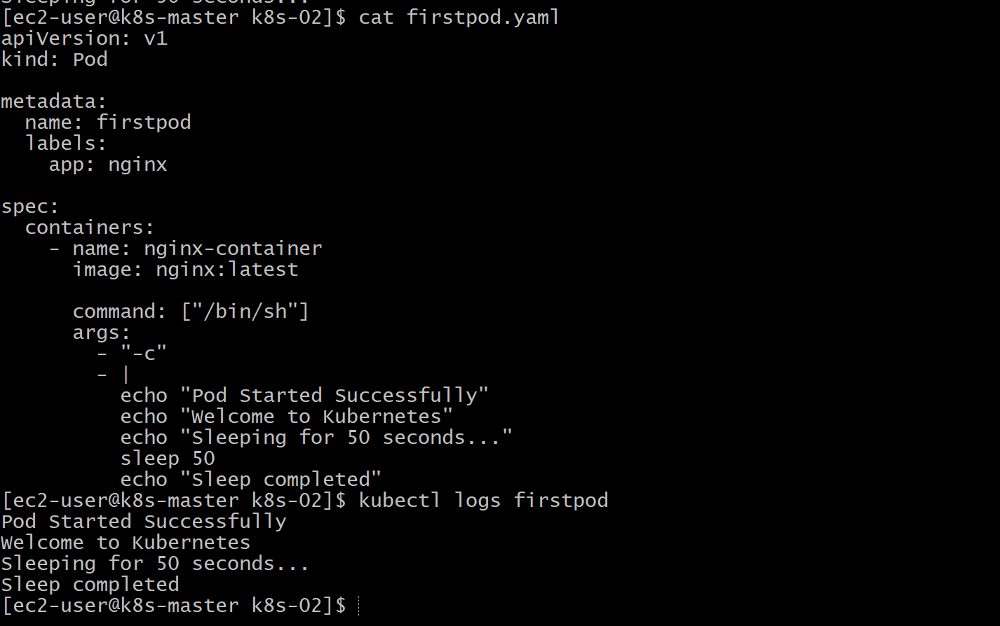 Sleeping for 50 seconds...
[ec2-user@k8s-master k8s-02]$ cat firstpod.yaml
apiVersion: v1
kind: Pod

metadata:
  name: firstpod
  labels:
    app: nginx

spec:
  containers:
    - name: nginx-container
      image: nginx:latest

      command: ["/bin/sh"]
      args:
        - "-c"
        - |
          echo "Pod Started Successfully"
          echo "Welcome to Kubernetes"
          echo "Sleeping for 50 seconds..."
          sleep 50
          echo "Sleep completed"
[ec2-user@k8s-master k8s-02]$ kubectl logs firstpod
Pod Started Successfully
Welcome to Kubernetes
Sleeping for 50 seconds...
Sleep completed
[ec2-user@k8s-master k8s-02]$